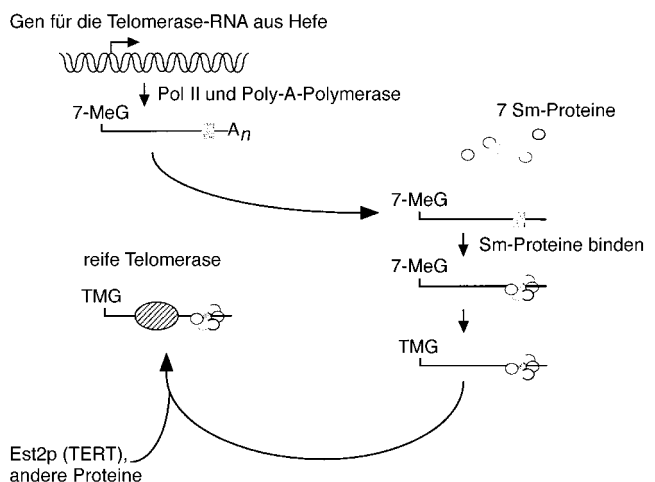 Gen für die Telomerase-RNA aus Hefe
Pol II und Poly-A-Polymerase
7-MeG
An
7 Sm-Proteine
7-MeG
Sm-Proteine binden
7-MeG
TMG
reife Telomerase
TMG
Est2p (TERT),
andere Proteine